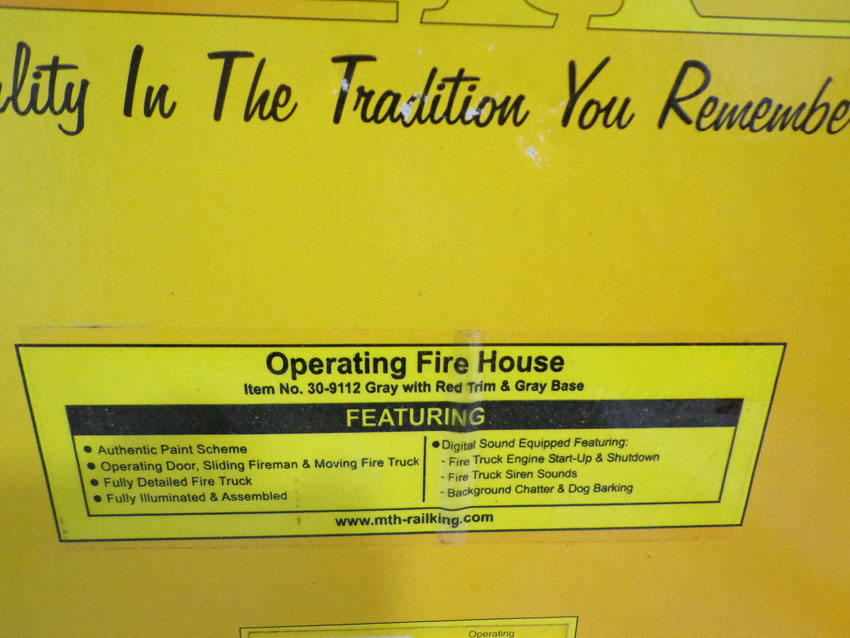 lity In The Tradition You Remembe
Operating Fire House
Item No. 30-9112 Gray with Red Trim & Gray Base
FEATURING
• Authentic Paint Scheme
• Operating Door, Sliding Fireman & Moving Fire Truck
• Fully Detailed Fire Truck
• Fully Illuminated & Assembled
• Digital Sound Equipped Featuring:
- Fire Truck Engine Start-Up & Shutdown
- Fire Truck Siren Sounds
- Background Chatter & Dog Barking
www.mth-railking.com
Operating